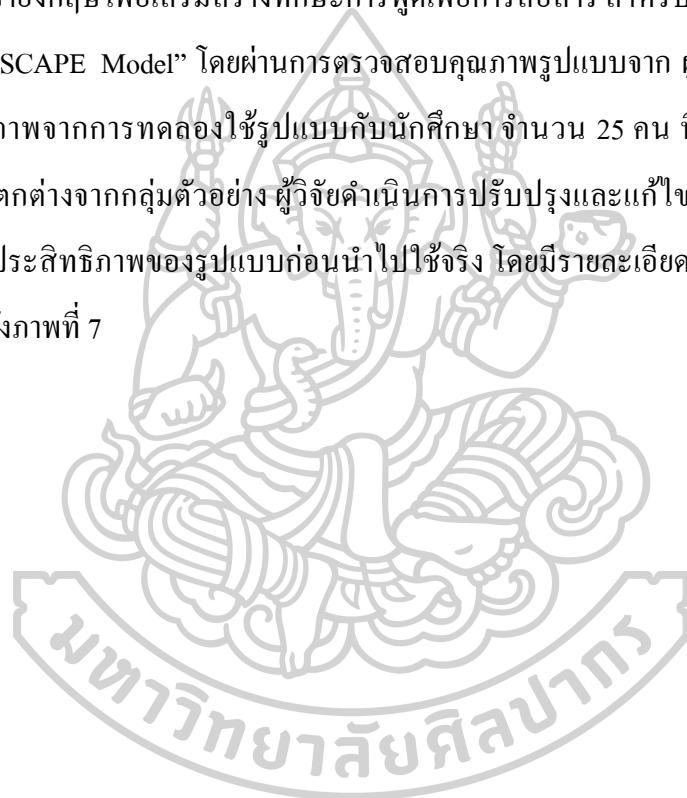 เพื่อเสริมสร้างทักษะการพูดเพื่อการสื่อสาร สำหรับ
SCAPE Model” โดยผ่านการตรวจสอบคุณภาพรูปแบบจาก
ภาพจากการทดลองใช้รูปแบบกับนักศึกษา จำนวน 25 คน
ตกต่างจากกลุ่มตัวอย่าง ผู้วิจัยดำเนินการปรับปรุงและแก้ไข
ประสิทธิภาพของรูปแบบก่อนนำไปใช้จริง โดยมีรายละเอียด
งภาพที่ 7
มหาวิทยาลัยศิลปากร